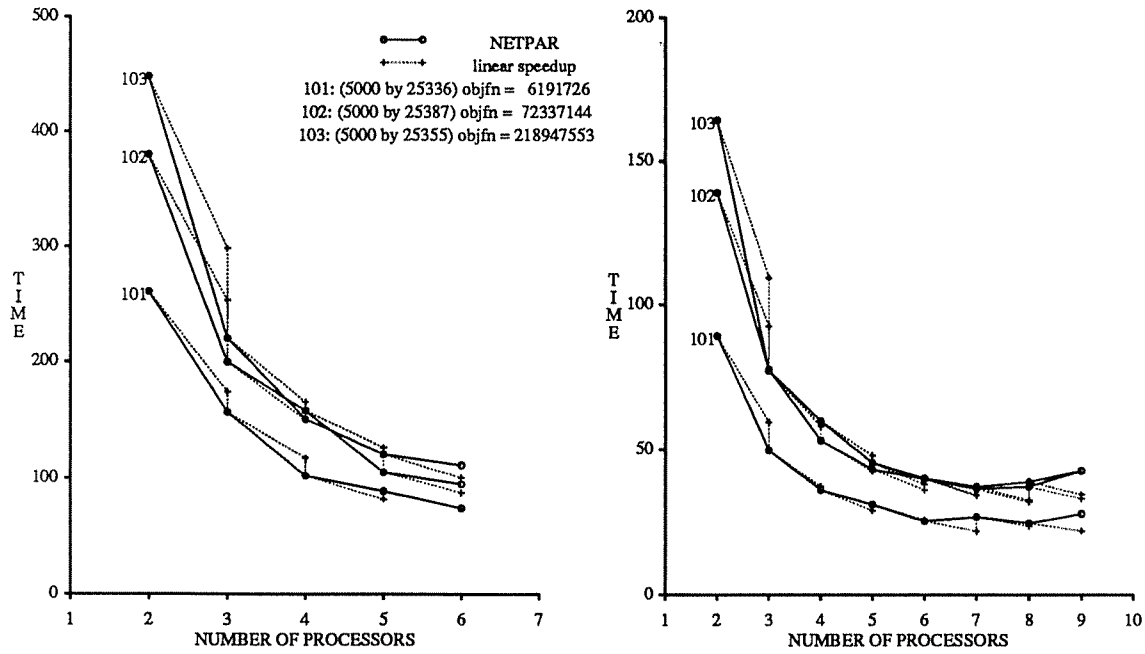 500
400
300
200
100
0
T
I
M
E
103
102
101
NETPAR
linear speedup
101: (5000 by 25336) objfn = 6191726
102: (5000 by 25387) objfn = 72337144
103: (5000 by 25355) objfn = 218947553
1 2 3 4 5 6 7
NUMBER OF PROCESSORS
200
150
100
50
0
T
I
M
E
103
102
101
1 2 3 4 5 6 7 8 9 10
NUMBER OF PROCESSORS